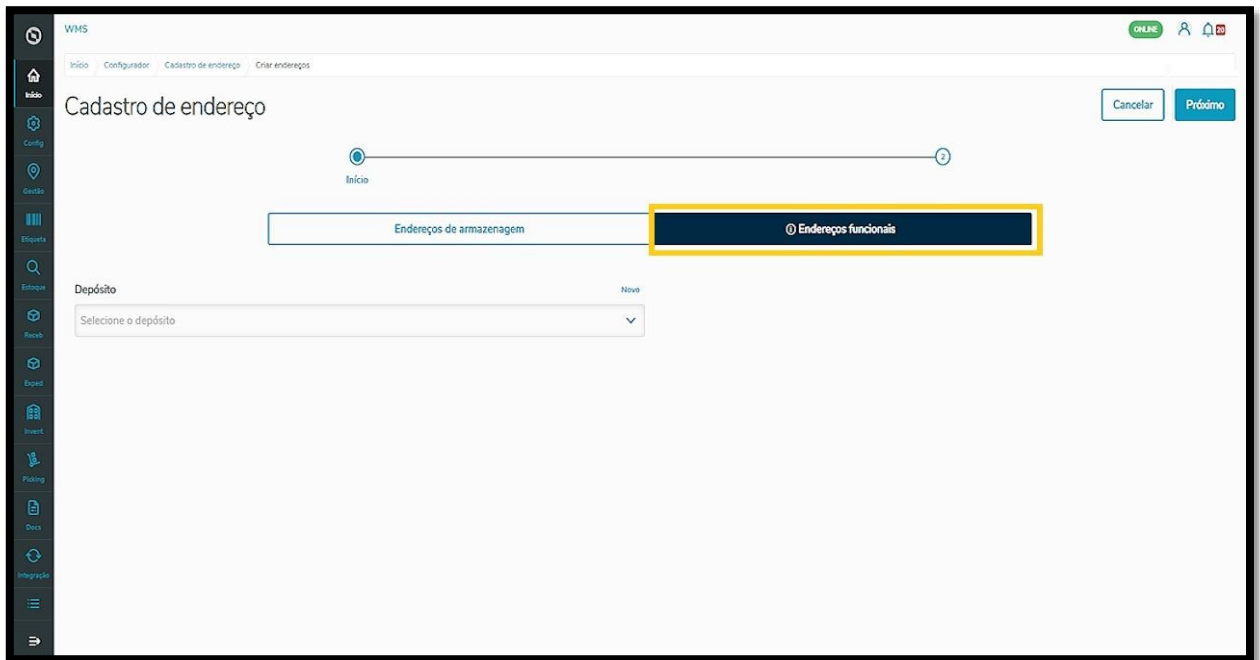 WMS
ONLINE
20
Início Configurador Cadastro de endereço Criar endereços
Cadastro de endereço
Cancelar
Próximo
2
Início
Endereços de armazenagem
Endereços funcionais
Depósito
Novo
Selecione o depósito
Início
Config
Gestão
Etiqueta
Estoque
Receb
Exped
Invent
Picking
Docs
Integração